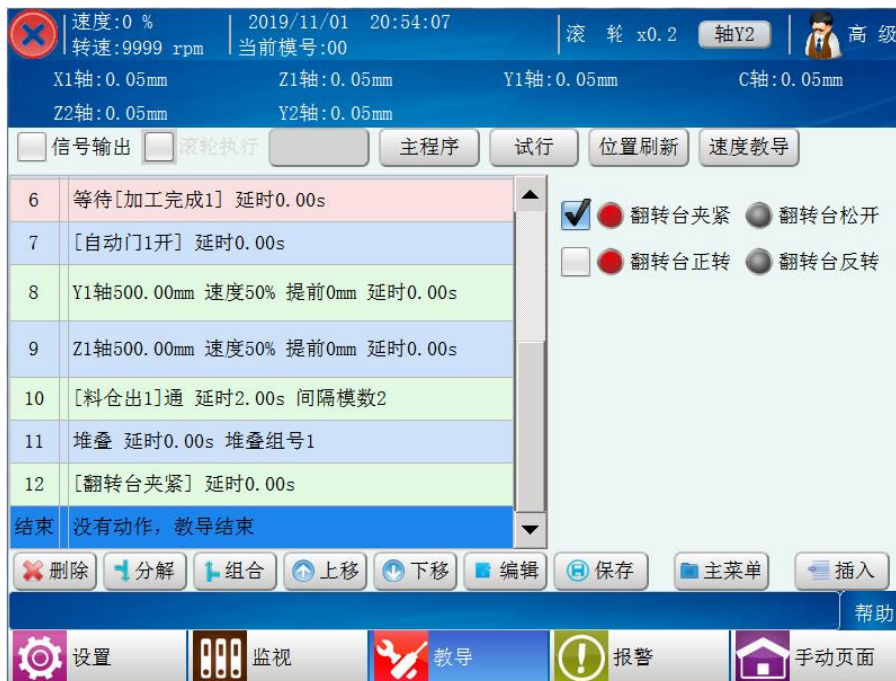 速度:0 % 2019/11/01 20:54:07 滚 轮 x0.2 轴Y2 高 级
转速:9999 rpm 当前模号:00
X1轴:0.05mm Z1轴:0.05mm Y1轴:0.05mm C轴:0.05mm
Z2轴:0.05mm Y2轴:0.05mm
信号输出 滚轮执行 主程序 试行 位置刷新 速度教导
6 等待[加工完成1] 延时0.00s
7 [自动门1开] 延时0.00s
8 Y1轴500.00mm 速度50% 提前0mm 延时0.00s
9 Z1轴500.00mm 速度50% 提前0mm 延时0.00s
10 [料仓出1]通 延时2.00s 间隔模数2
11 堆叠 延时0.00s 堆叠组号1
12 [翻转台夹紧] 延时0.00s
结束 没有动作，教导结束
翻转台夹紧 翻转台松开
翻转台正转 翻转台反转
删除 分解 组合 上移 下移 编辑 保存 主菜单 插入
帮助
设置 监视 教导 报警 手动页面